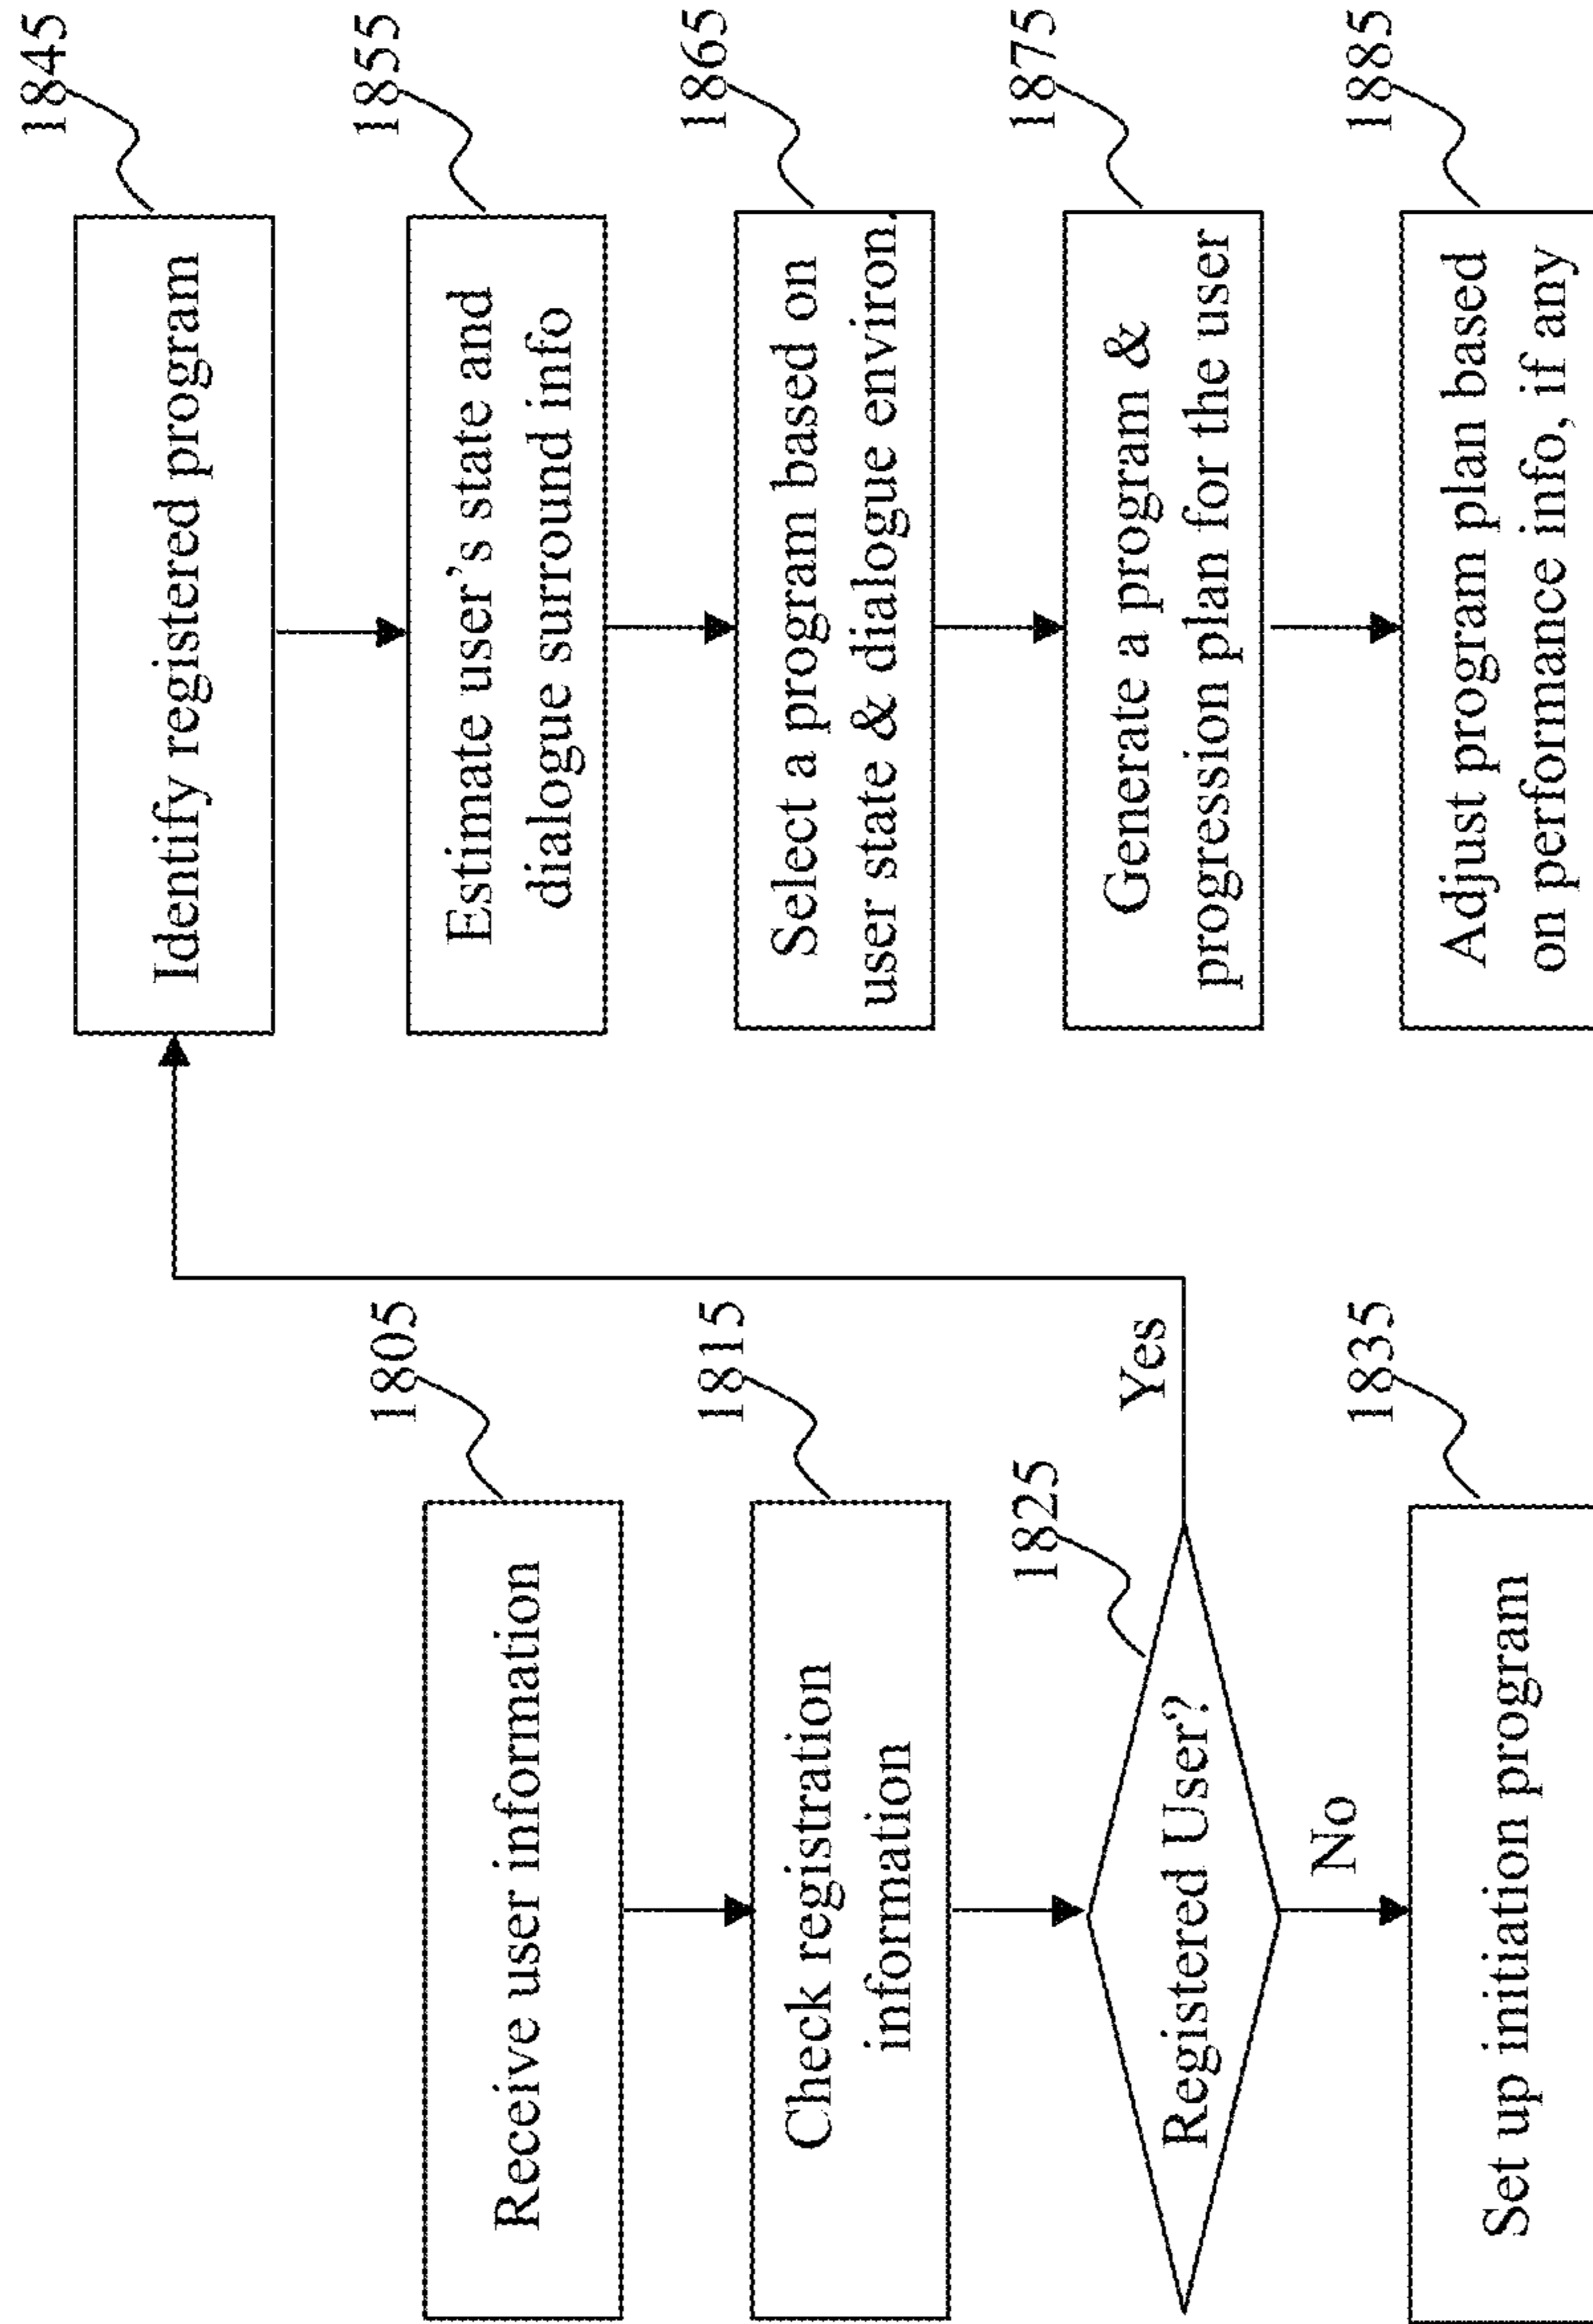 1805
Receive user information
1815
Check registration
information
1825
Registered User?
Yes
No
1835
Set up initiation program
1845
Identify registered program
1855
Estimate user’s state and
dialogue surround info
1865
Select a program based on
user state & dialogue environ.
1875
Generate a program &
progression plan for the user
1885
Adjust program plan based
on performance info, if any